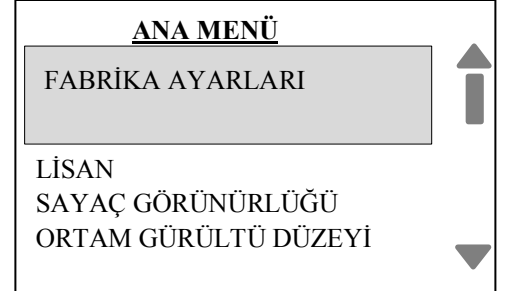 ANA MENÜ
FABRİKA AYARLARI
LİSAN
SAYAÇ GÖRÜNÜRLÜĞÜ
ORTAM GÜRÜLTÜ DÜZEYİ